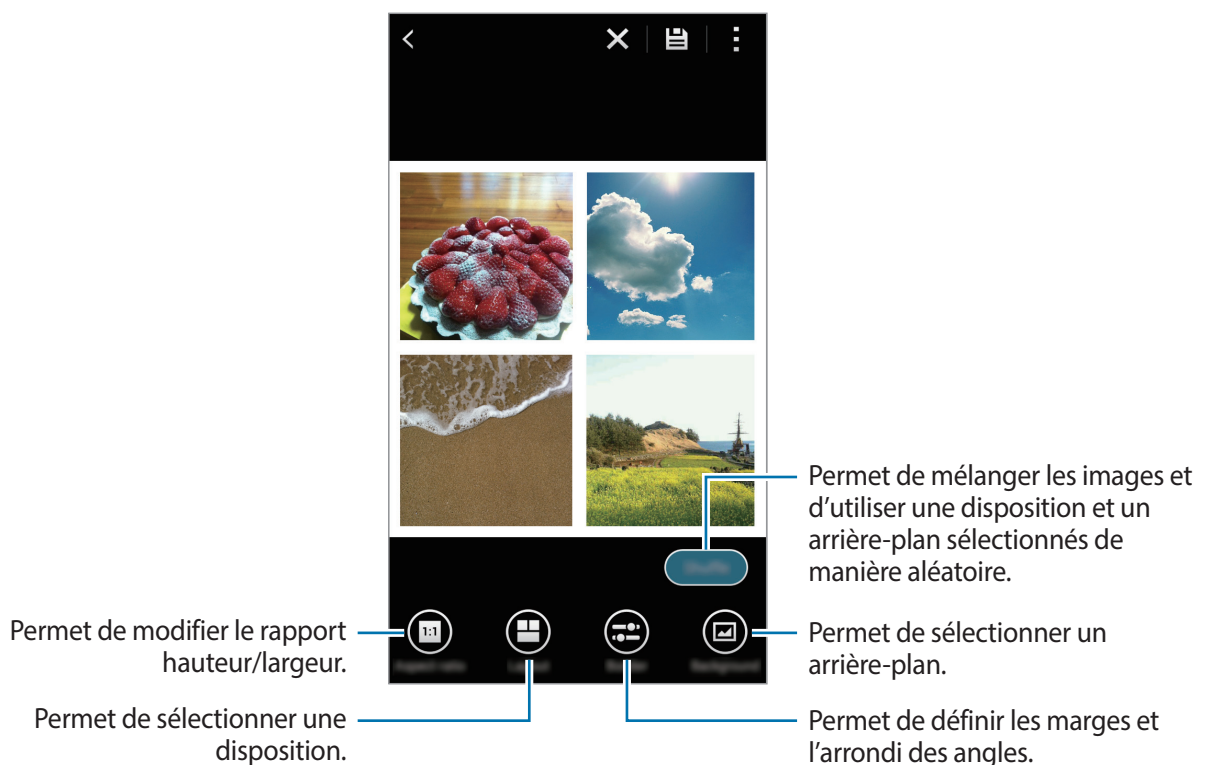 Permet de mélanger les images et
d'utiliser une disposition et un
arrière-plan sélectionnés de
manière aléatoire.
1:1
Permet de modifier le rapport
hauteur/largeur.
Permet de sélectionner un
arrière-plan.
Permet de sélectionner une
disposition.
Permet de définir les marges et
l'arrondi des angles.